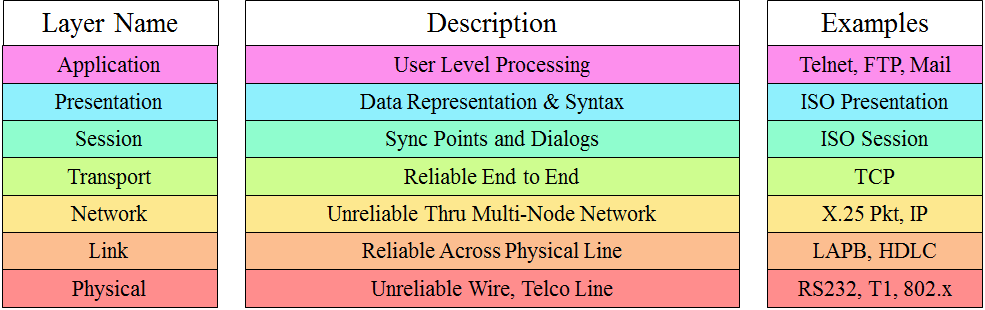 Layer Name Description Examples
Application User Level Processing Telnet, FTP, Mail
Presentation Data Representation & Syntax ISO Presentation
Session Sync Points and Dialogs ISO Session
Transport Reliable End to End TCP
Network Unreliable Thru Multi-Node Network X.25 Pkt, IP
Link Reliable Across Physical Line LAPB, HDLC
Physical Unreliable Wire, Telco Line RS232, T1, 802.x